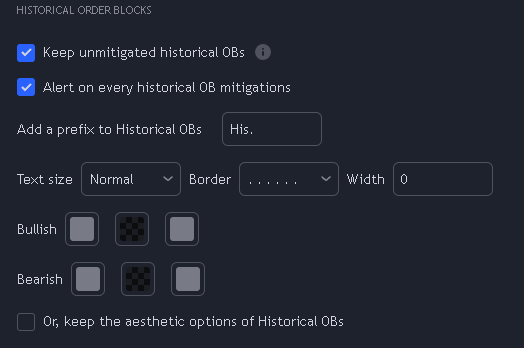 HISTORICAL ORDER BLOCKS
Keep unmitigated historical OBs
Alert on every historical OB mitigations
Add a prefix to Historical OBs His.
Text size Normal Border ...... Width 0
Bullish
Bearish
Or, keep the aesthetic options of Historical OBs